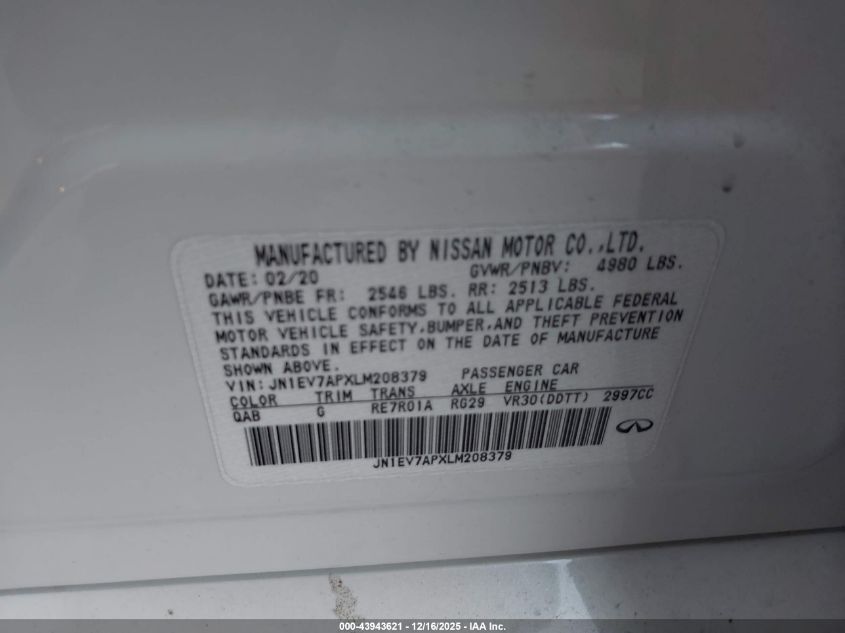 MANUFACTURED BY NISSAN MOTOR CO.,LTD.
DATE: 02/20 GVWR/PNBV: 4980 LBS.
GAWR/PNBE FR: 2546 LBS. RR: 2513 LBS.
THIS VEHICLE CONFORMS TO ALL APPLICABLE FEDERAL
MOTOR VEHICLE SAFETY,BUMPER,AND THEFT PREVENTION
STANDARDS IN EFFECT ON THE DATE OF MANUFACTURE
SHOWN ABOVE.
VIN:JN1EV7APXLM208379 PASSENGER CAR
COLOR TRIM TRANS AXLE ENGINE
QAB G RE7R01A RG29 VR30(DDTT) 2997CC
JN1EV7APXLM208379
000-43943621 - 12/16/2025 - IAA Inc.